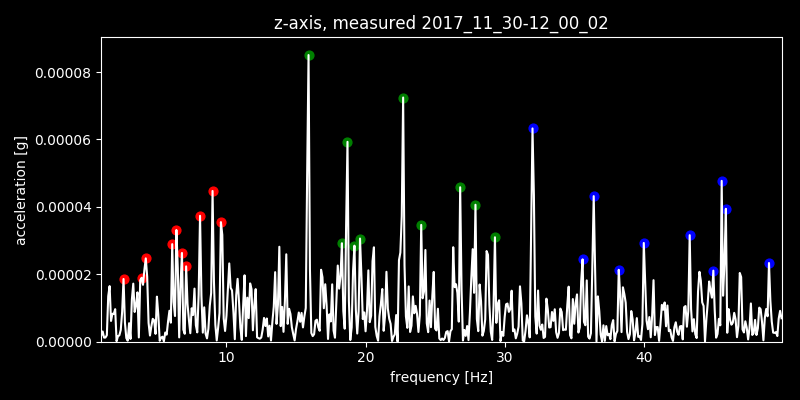 z-axis, measured 2017_11_30-12_00_02
0.00008
0.00006
0.00004
0.00002
0.00000
acceleration [g]
10 20 30 40
frequency [Hz]